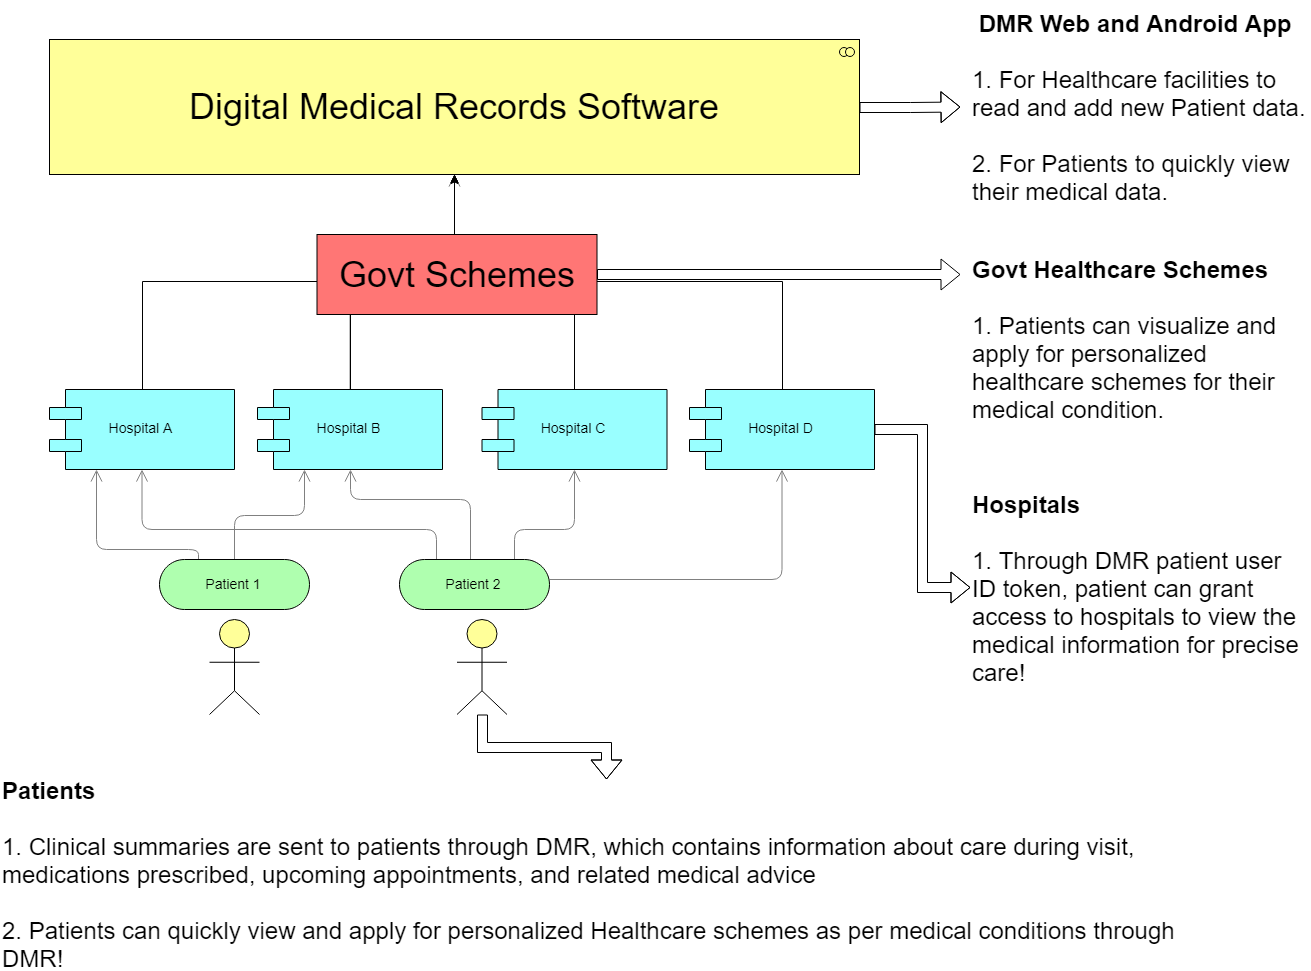 DMR Web and Android App
Digital Medical Records Software
1. For Healthcare facilities to
read and add new Patient data.
2. For Patients to quickly view
their medical data.
Govt Schemes
Govt Healthcare Schemes
1. Patients can visualize and
apply for personalized
healthcare schemes for their
medical condition.
Hospital A
Hospital B
Hospital C
Hospital D
Hospitals
1. Through DMR patient user
ID token, patient can grant
access to hospitals to view the
medical information for precise
care!
Patient 1
Patient 2
Patients
1. Clinical summaries are sent to patients through DMR, which contains information about care during visit,
medications prescribed, upcoming appointments, and related medical advice
2. Patients can quickly view and apply for personalized Healthcare schemes as per medical conditions through
DMR!